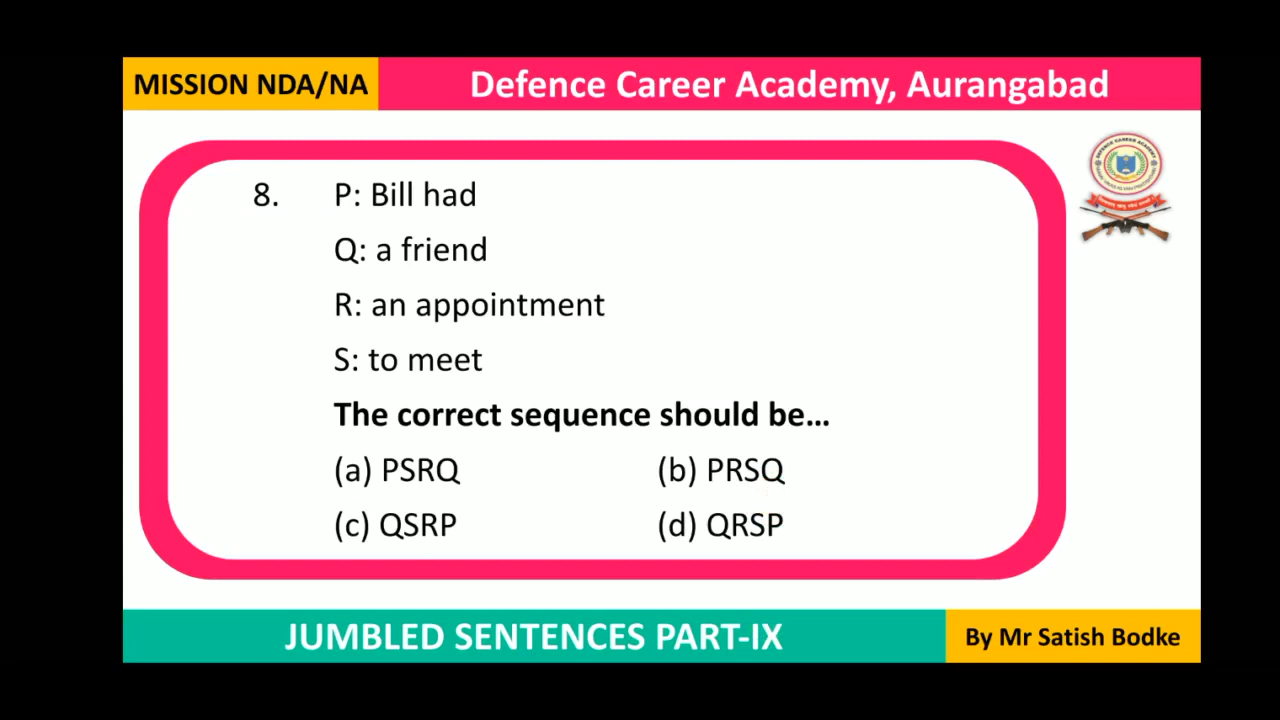 MISSION NDA/NA
Defence Career Academy, Aurangabad
8. P: Bill had
Q: a friend
R: an appointment
S: to meet
The correct sequence should be...
(a) PSRQ (b) PRSQ
(c) QSRP (d) QRSP
JUMBLED SENTENCES PART-IX
By Mr Satish Bodke